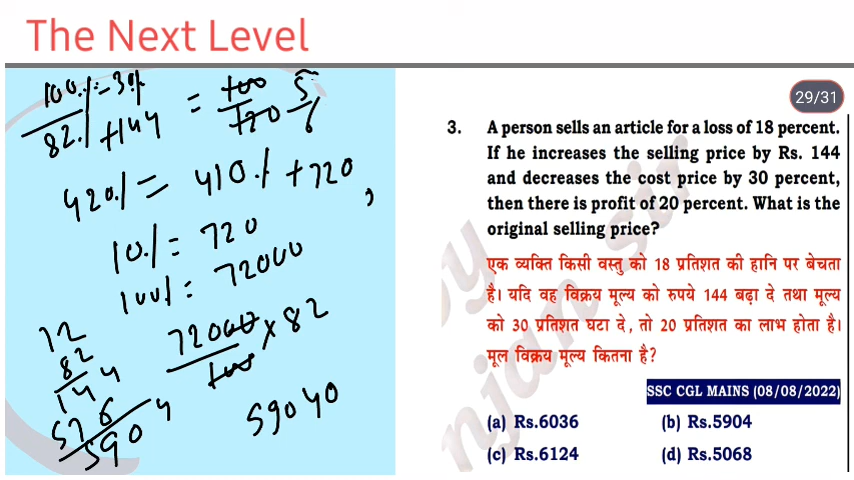 The Next Level
100% - 30%
82% + 144
= 100 5
120 6
420% = 410% + 720
10% = 720
100% = 72000
72000 × 82
100
59040
72
82
144
576
5904
29/31
3. A person sells an article for a loss of 18 percent.
If he increases the selling price by Rs. 144
and decreases the cost price by 30 percent,
then there is profit of 20 percent. What is the
original selling price?
एक व्यक्ति किसी वस्तु को 18 प्रतिशत की हानि पर बेचता
है। यदि वह विक्रय मूल्य को रुपये 144 बढ़ा दे तथा मूल्य
को 30 प्रतिशत घटा दे, तो 20 प्रतिशत का लाभ होता है।
मूल विक्रय मूल्य कितना है?
SSC CGL MAINS (08/08/2022)
(a) Rs.6036 (b) Rs.5904
(c) Rs.6124 (d) Rs.5068